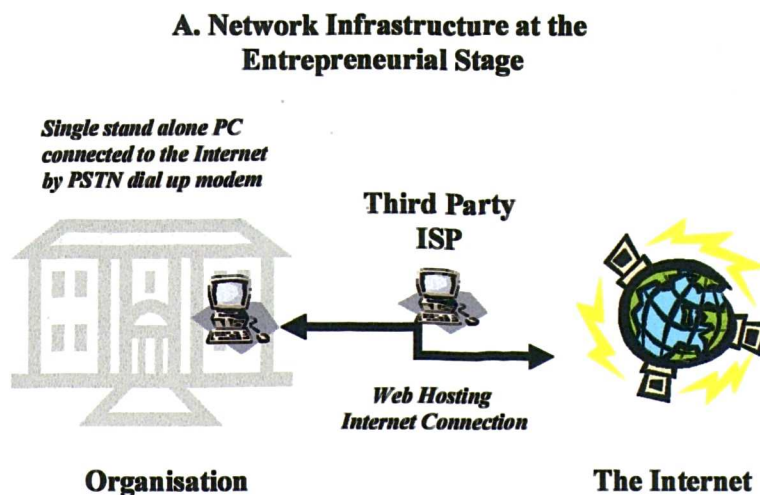 A. Network Infrastructure at the
Entrepreneurial Stage
Single stand alone PC
connected to the Internet
by PSTN dial up modem
Third Party
ISP
Web Hosting
Internet Connection
Organisation
The Internet